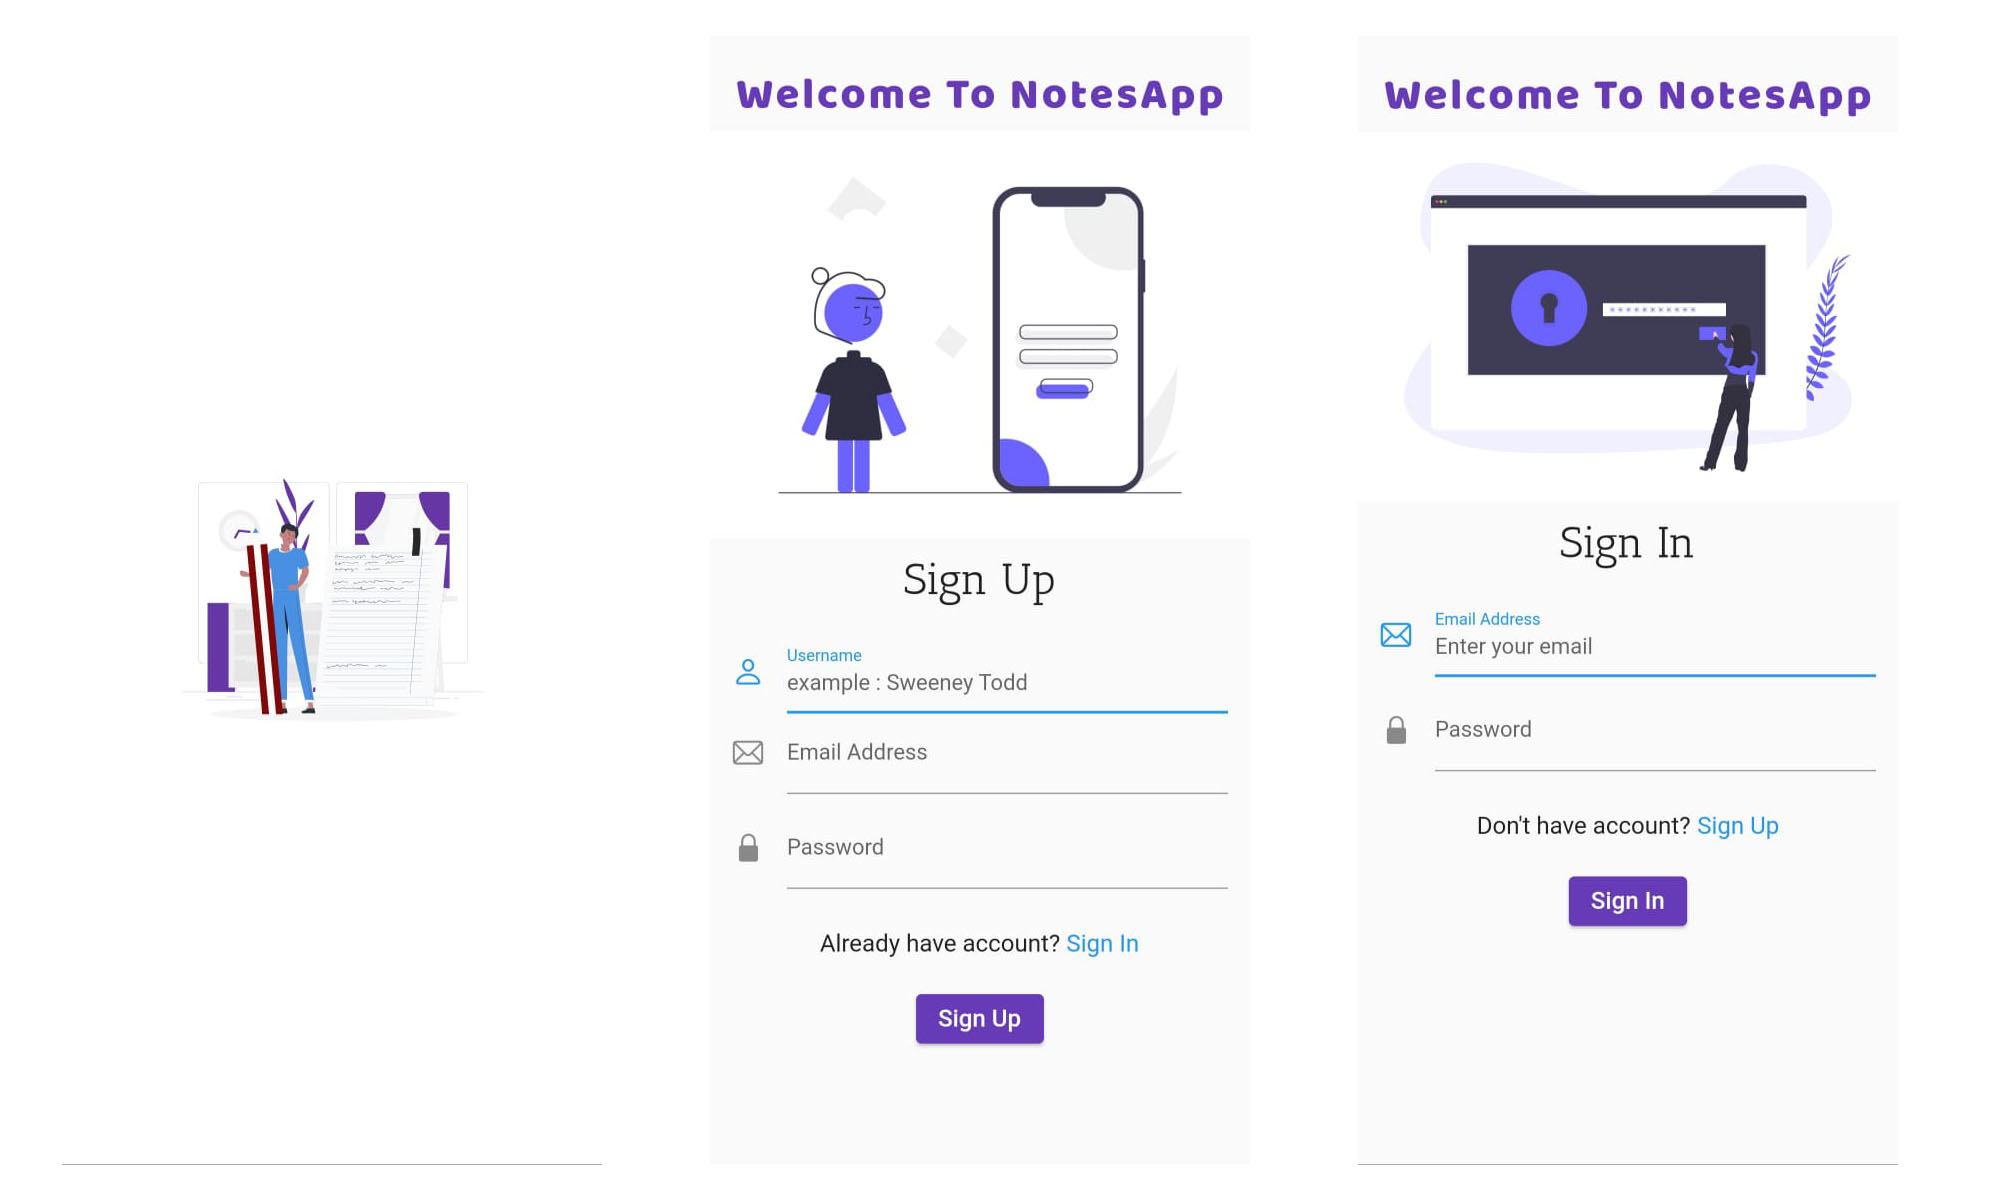 Welcome To NotesApp
Sign Up
Username
example : Sweeney Todd
Email Address
Password
Already have account? Sign In
Sign Up
Welcome To NotesApp
Sign In
Email Address
Enter your email
Password
Don't have account? Sign Up
Sign In